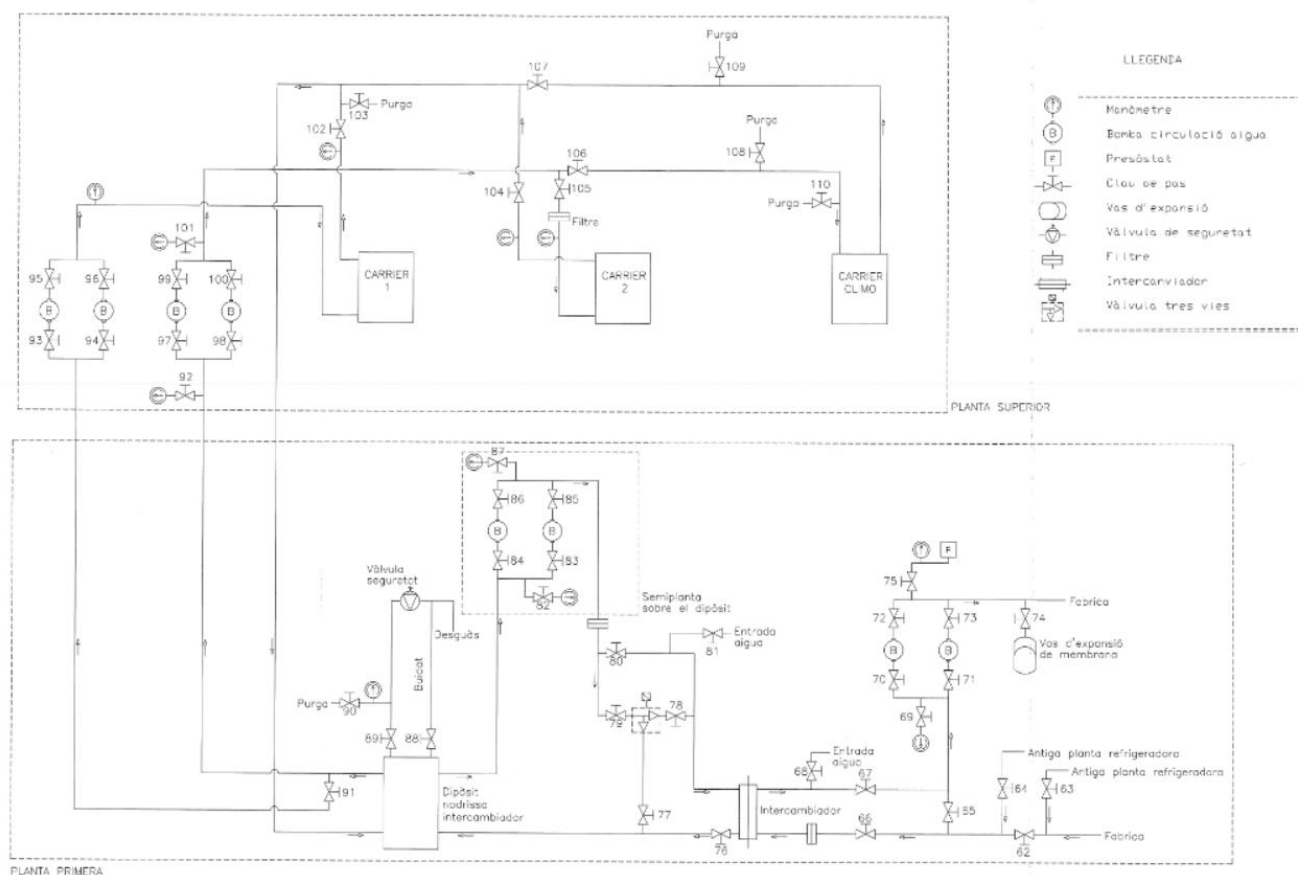 Purga
109
107
LLEGENDA
Manòmetre
B
Bomba circulació aigua
Presòstat
Clau de pas
Vas d'expansió
Vàlvula de seguretat
Filtre
Intercanviador
Vàlvula tres vies
Purga
103
102
Purga
108
106
104
105
110
Purga
Filtre
101
95
96
99
100
CARRIER
1
CARRIER
2
CARRIER
CLIMO
B
B
B
B
93
94
97
98
92
PLANTA SUPERIOR
87
86
85
B
B
84
83
82
Semiplanta
sobre el dipòsit
Vàlvula
seguretat
Desguàs
Buidat
Purga
90
89
88
Entrada
aigua
81
80
79
78
75
72
73
74
Fabrica
Vas d'expansió
de membrana
B
B
70
71
69
Antiga planta refrigeradora
Antiga planta refrigeradora
Entrada
aigua
68
67
64
63
91
Dipòsit
nodrissa
intercambiador
77
Intercambiador
66
65
76
62
Fabrica
PLANTA PRIMERA